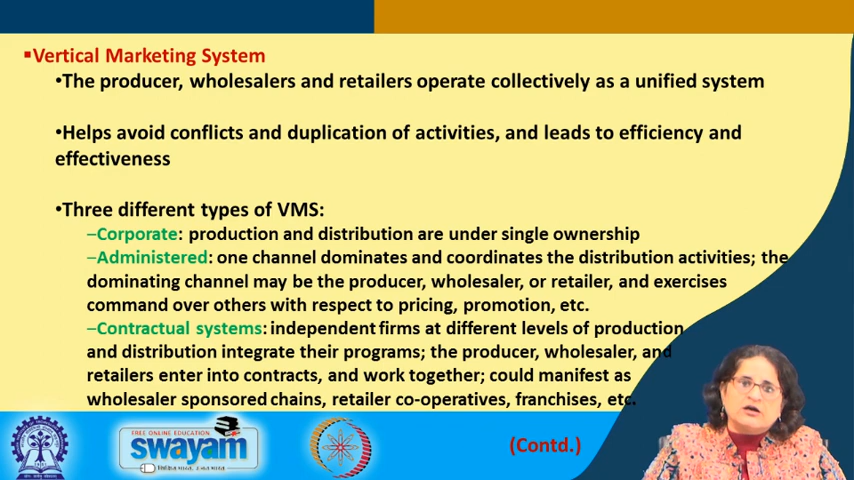 ▪Vertical Marketing System
•The producer, wholesalers and retailers operate collectively as a unified system
•Helps avoid conflicts and duplication of activities, and leads to efficiency and
effectiveness
•Three different types of VMS:
–Corporate: production and distribution are under single ownership
–Administered: one channel dominates and coordinates the distribution activities; the
dominating channel may be the producer, wholesaler, or retailer, and exercises
command over others with respect to pricing, promotion, etc.
–Contractual systems: independent firms at different levels of production
and distribution integrate their programs; the producer, wholesaler, and
retailers enter into contracts, and work together; could manifest as
wholesaler sponsored chains, retailer co-operatives, franchises, etc.
FREE ONLINE EDUCATION
swayam
(Contd.)